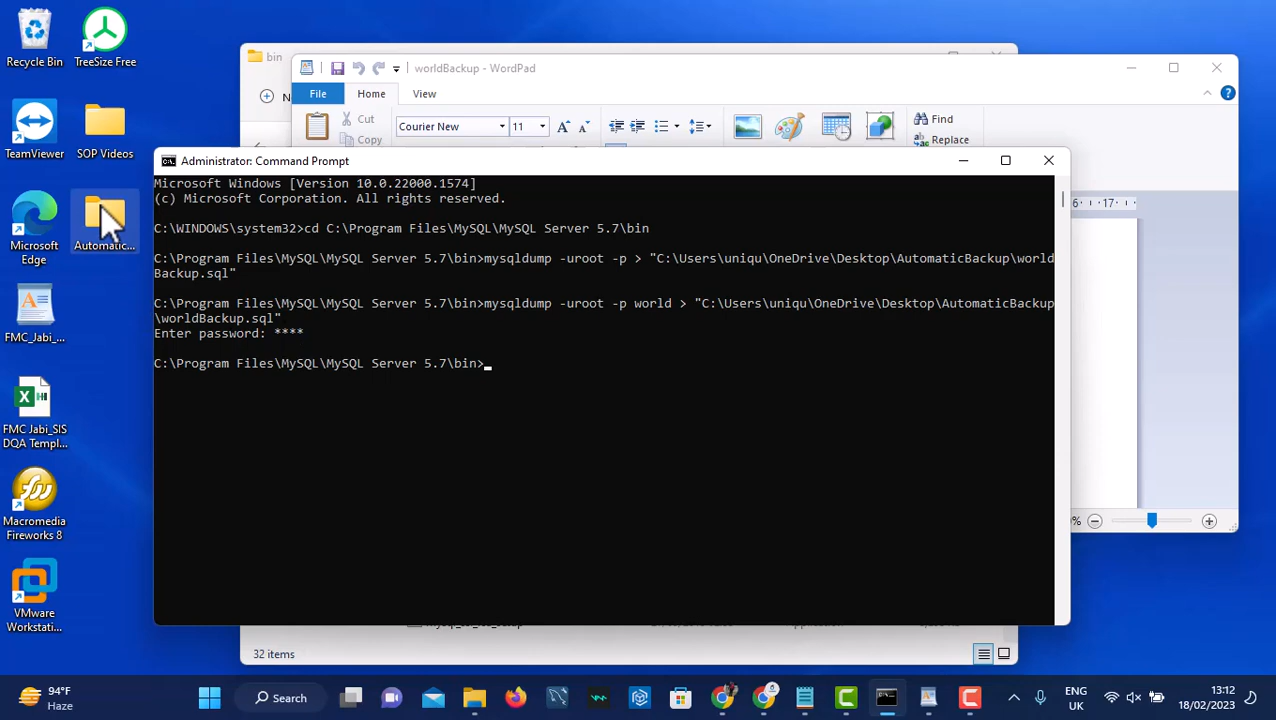 Recycle Bin
TreeSize Free
TeamViewer
SOP Videos
Microsoft
Edge
Automatic...
FMC_Jabi_...
FMC Jabi_SIS
DQA Templ...
Macromedia
Fireworks 8
VMware
Workstati...
bin
worldBackup - WordPad
File
Home
View
Cut
Copy
Courier New
11
Find
Replace
Administrator: Command Prompt
Microsoft Windows [Version 10.0.22000.1574]
(c) Microsoft Corporation. All rights reserved.
C:\WINDOWS\system32>cd C:\Program Files\MySQL\MySQL Server 5.7\bin
C:\Program Files\MySQL\MySQL Server 5.7\bin>mysqldump -uroot -p > "C:\Users\uniqu\OneDrive\Desktop\AutomaticBackup\world
Backup.sql"
C:\Program Files\MySQL\MySQL Server 5.7\bin>mysqldump -uroot -p world > "C:\Users\uniqu\OneDrive\Desktop\AutomaticBackup
\worldBackup.sql"
Enter password: ****
C:\Program Files\MySQL\MySQL Server 5.7\bin>
17
32 items
94°F
Haze
Search
ENG
UK
13:12
18/02/2023